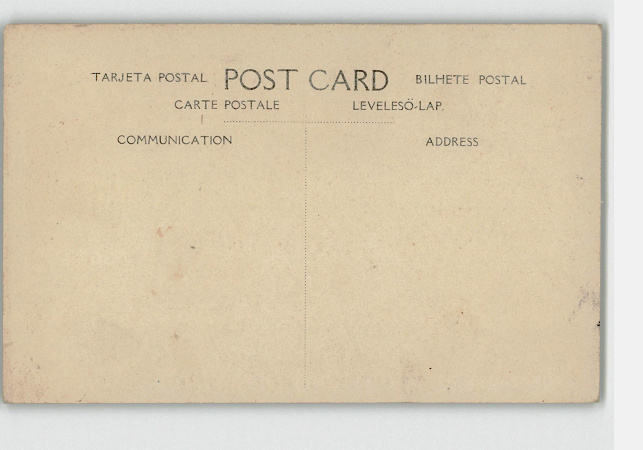 TARJETA POSTAL POST CARD BILHETE POSTAL
CARTE POSTALE LEVELESÖ-LAP.
COMMUNICATION ADDRESS